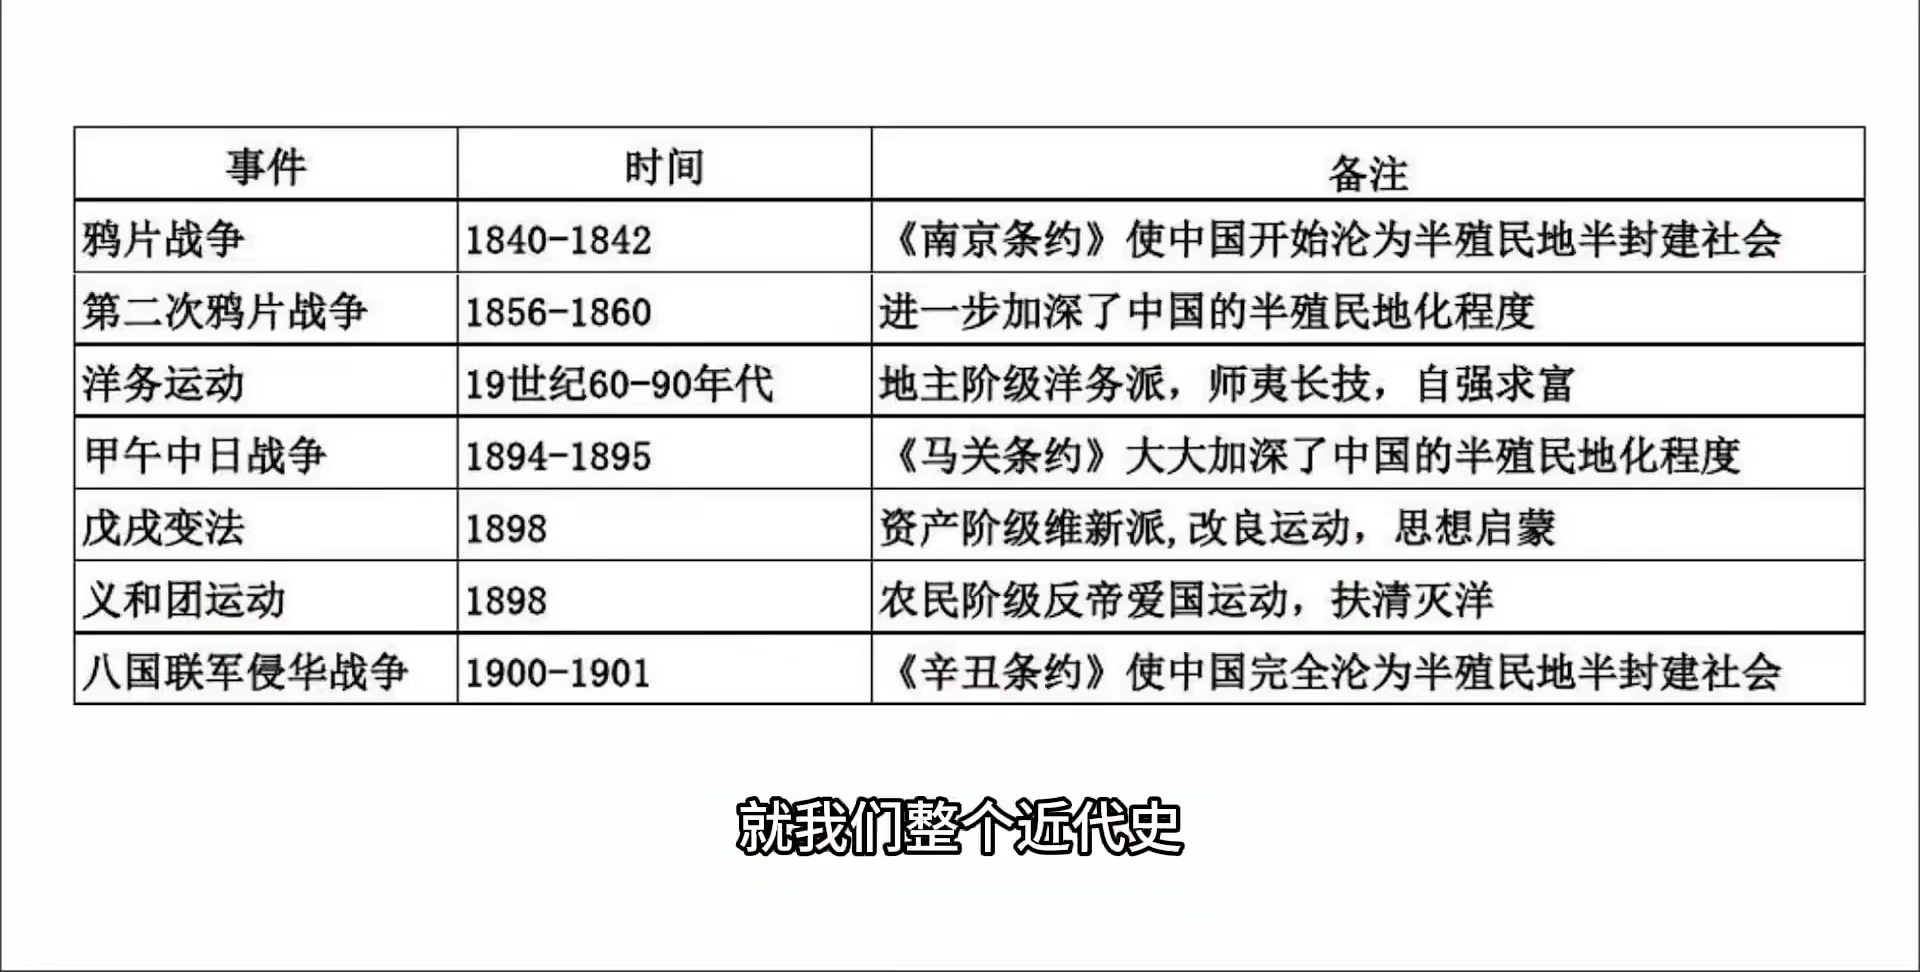 事件 时间 备注
鸦片战争 1840-1842 《南京条约》使中国开始沦为半殖民地半封建社会
第二次鸦片战争 1856-1860 进一步加深了中国的半殖民地化程度
洋务运动 19世纪60-90年代 地主阶级洋务派，师夷长技，自强求富
甲午中日战争 1894-1895 《马关条约》大大加深了中国的半殖民地化程度
戊戌变法 1898 资产阶级维新派,改良运动，思想启蒙
义和团运动 1898 农民阶级反帝爱国运动，扶清灭洋
八国联军侵华战争 1900-1901 《辛丑条约》使中国完全沦为半殖民地半封建社会
就我们整个近代史